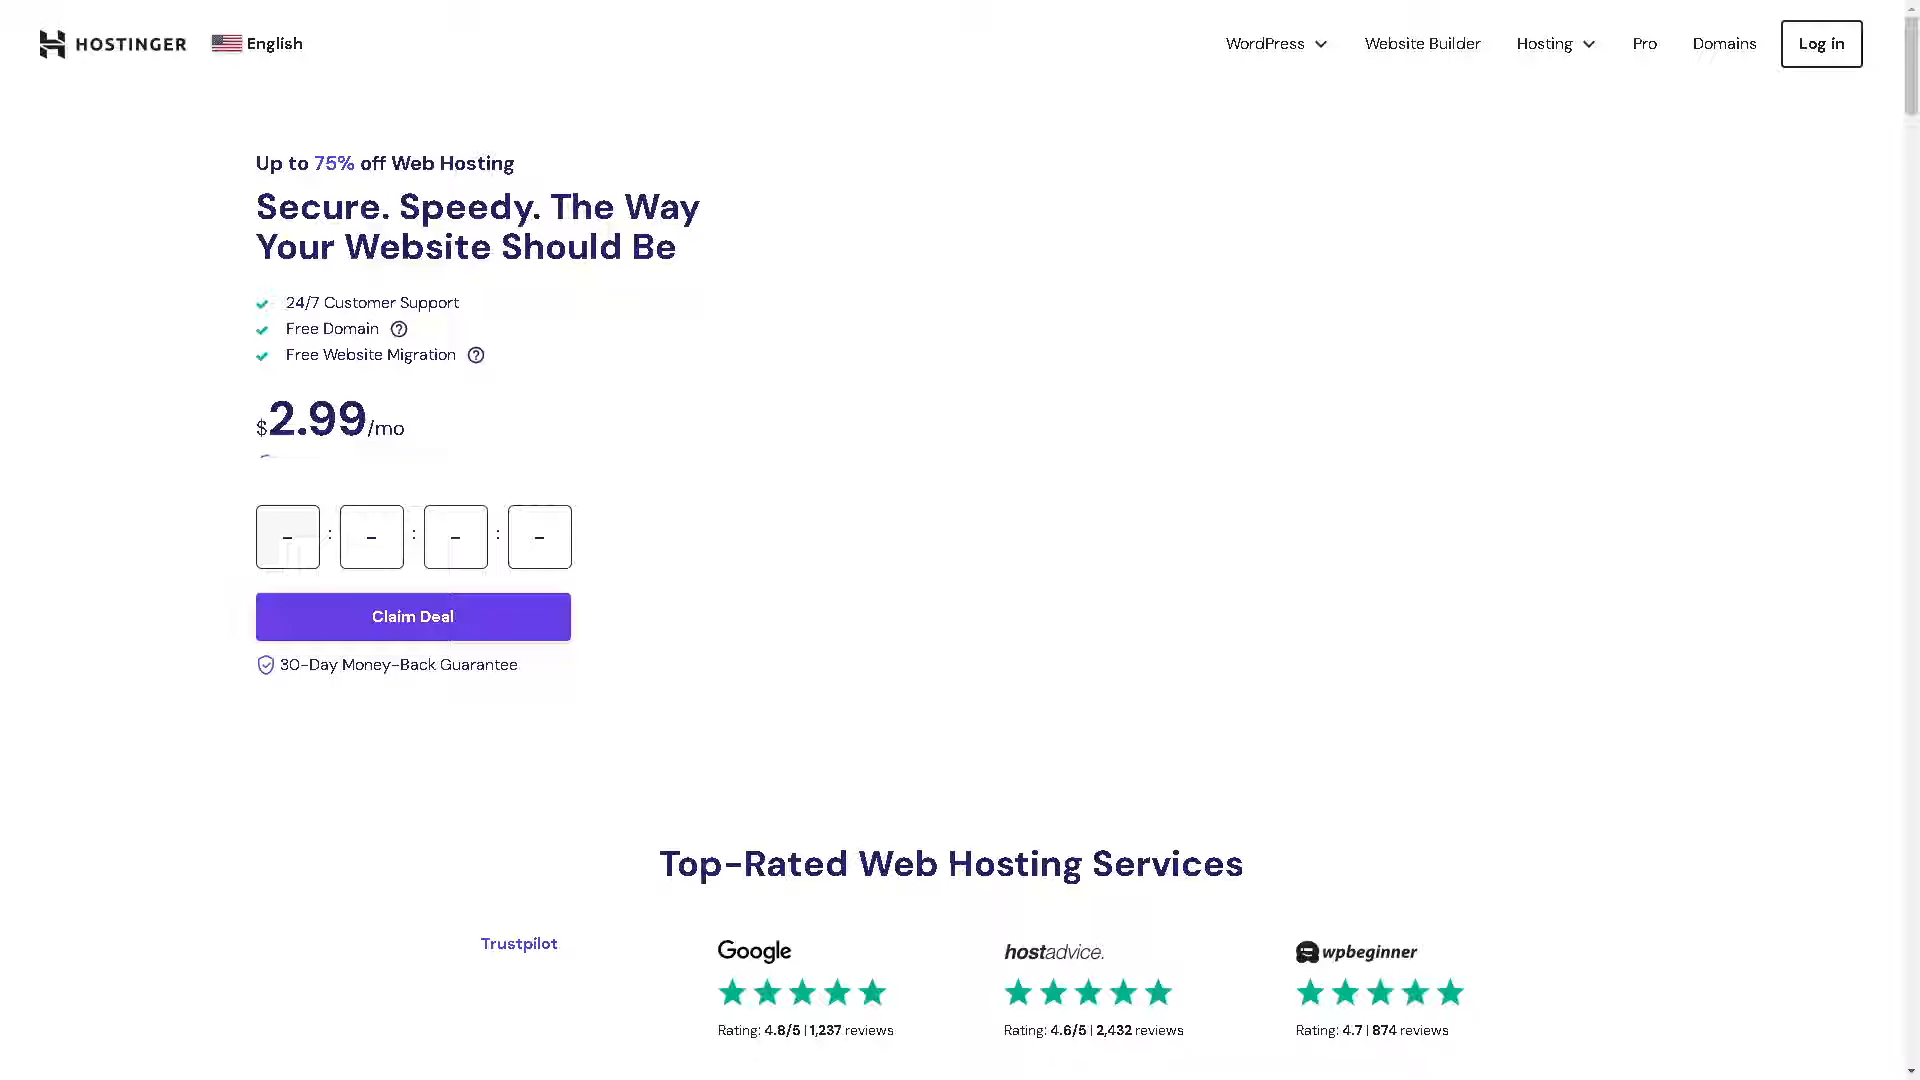 HOSTINGER English WordPress Website Builder Hosting Pro Domains Log in
Up to 75% off Web Hosting
Secure. Speedy. The Way
Your Website Should Be
24/7 Customer Support
Free Domain
Free Website Migration
$2.99/mo
- : - : - : -
Claim Deal
30-Day Money-Back Guarantee
Top-Rated Web Hosting Services
Trustpilot
Google
Rating: 4.8/5 | 1,237 reviews
hostadvice.
Rating: 4.6/5 | 2,432 reviews
wpbeginner
Rating: 4.7 | 874 reviews